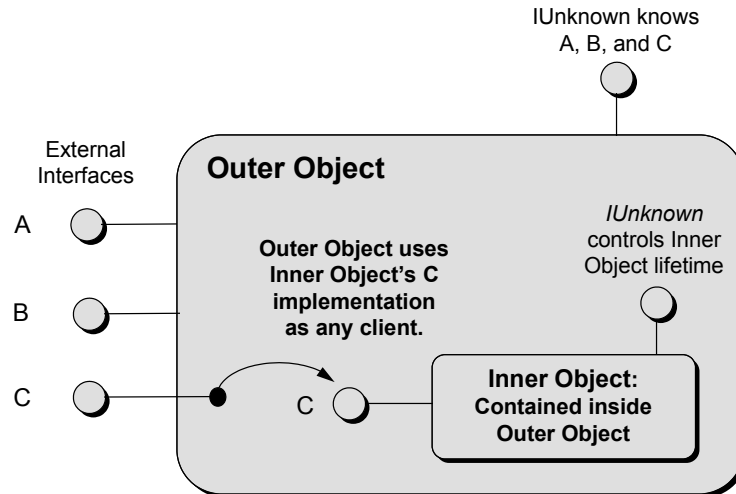 IUnknown knows
A, B, and C
External
Interfaces
Outer Object
A
IUnknown
controls Inner
Object lifetime
Outer Object uses
Inner Object's C
implementation
as any client.
B
C
C
Inner Object:
Contained inside
Outer Object